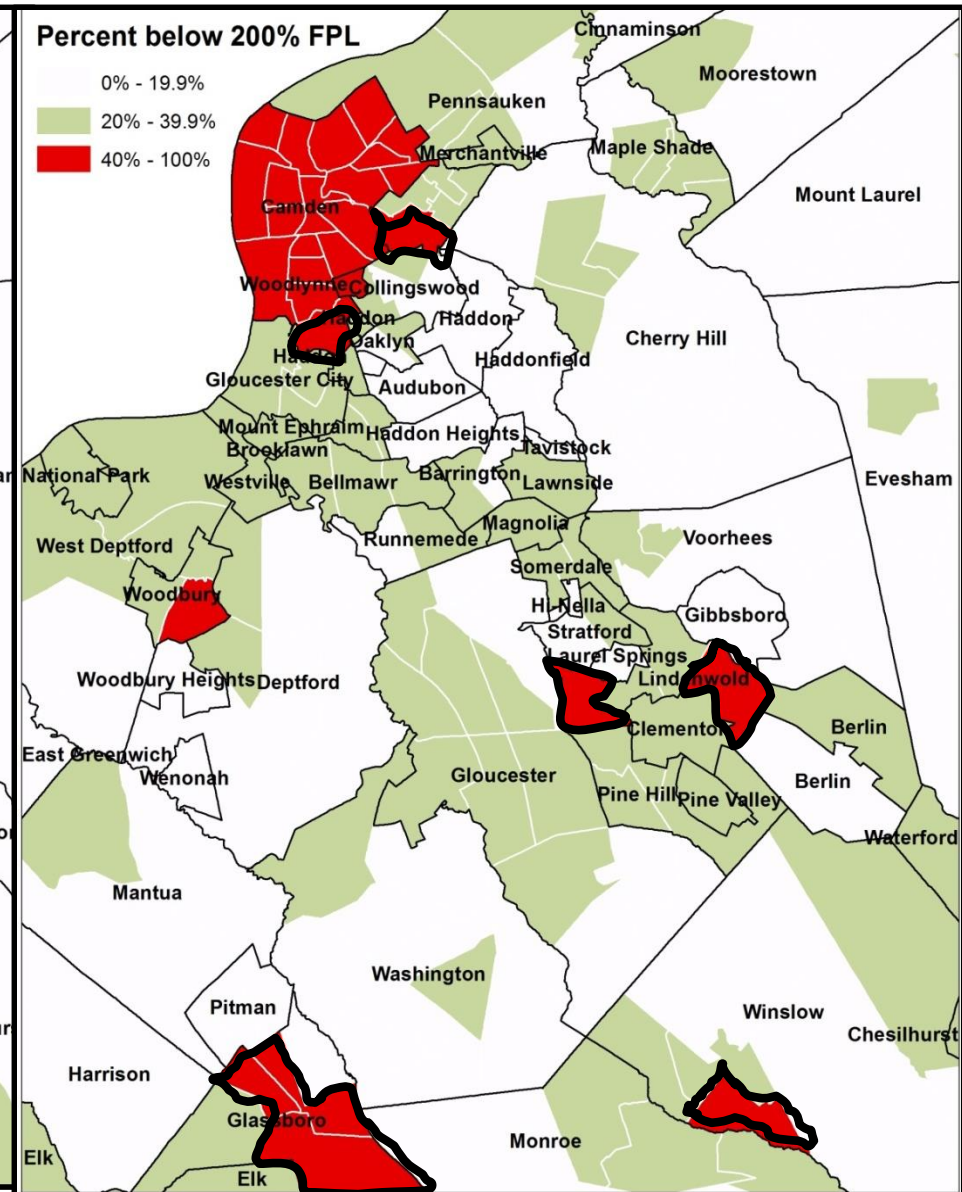 Percent below 200% FPL
0% - 19.9%
20% - 39.9%
40% - 100%
Cinnaminson
Moorestown
Pennsauken
Merchantville
Maple Shade
Mount Laurel
Camden
Woodlynne
Collingswood
Haddon
Haddon
Oaklyn
Cherry Hill
Haddon
Haddonfield
Gloucester City
Audubon
Mount Ephraim
Haddon Heights
Brooklawn
Tavistock
National Park
Westville
Bellmawr
Barrington
Lawnside
Evesham
West Deptford
Runnemede
Magnolia
Voorhees
Somerdale
Woodbury
Hi-Nella
Gibbsboro
Stratford
Laurel Springs
Woodbury Heights
Deptford
Lindenwold
Clementon
Berlin
East Greenwich
Wenonah
Gloucester
Berlin
Pine Hill
Pine Valley
Waterford
Mantua
Washington
Pitman
Winslow
Chesilhurst
Harrison
Glassboro
Monroe
Elk
Elk